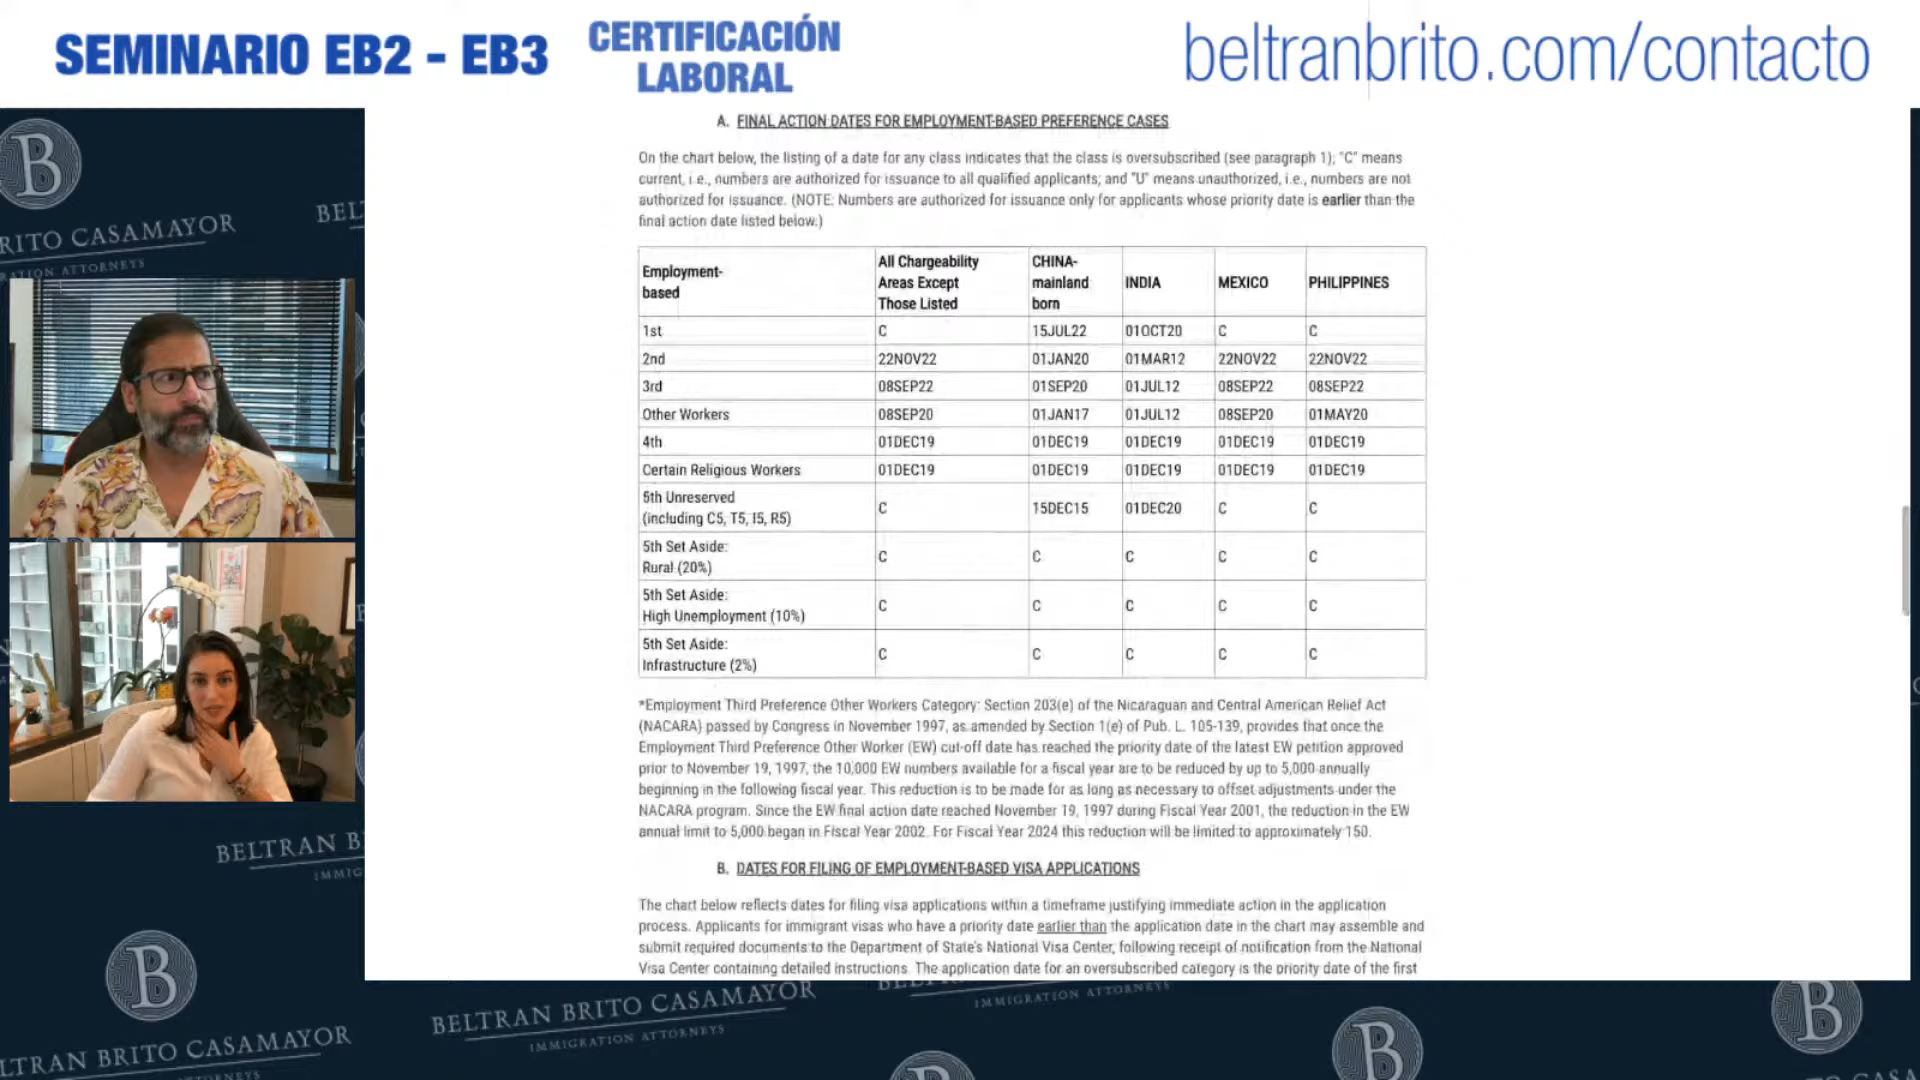 SEMINARIO EB2 - EB3
CERTIFICACIÓN
LABORAL
beltranbrito.com/contacto
A. FINAL ACTION DATES FOR EMPLOYMENT-BASED PREFERENCE CASES
On the chart below, the listing of a date for any class indicates that the class is oversubscribed (see paragraph 1); "C" means
current, i.e., numbers are authorized for issuance to all qualified applicants; and "U" means unauthorized, i.e., numbers are not
authorized for issuance. (NOTE: Numbers are authorized for issuance only for applicants whose priority date is earlier than the
final action date listed below.)
Employment-based All Chargeability Areas Except Those Listed CHINA-mainland born INDIA MEXICO PHILIPPINES
1st C 15JUL22 01OCT20 C C
2nd 22NOV22 01JAN20 01MAR12 22NOV22 22NOV22
3rd 08SEP22 01SEP20 01JUL12 08SEP22 08SEP22
Other Workers 08SEP20 01JAN17 01JUL12 08SEP20 01MAY20
4th 01DEC19 01DEC19 01DEC19 01DEC19 01DEC19
Certain Religious Workers 01DEC19 01DEC19 01DEC19 01DEC19 01DEC19
5th Unreserved (including C5, T5, I5, R5) C 15DEC15 01DEC20 C C
5th Set Aside: Rural (20%) C C C C C
5th Set Aside: High Unemployment (10%) C C C C C
5th Set Aside: Infrastructure (2%) C C C C C
*Employment Third Preference Other Workers Category: Section 203(e) of the Nicaraguan and Central American Relief Act
(NACARA) passed by Congress in November 1997, as amended by Section 1(e) of Pub. L. 105-139, provides that once the
Employment Third Preference Other Worker (EW) cut-off date has reached the priority date of the latest EW petition approved
prior to November 19, 1997, the 10,000 EW numbers available for a fiscal year are to be reduced by up to 5,000 annually
beginning in the following fiscal year. This reduction is to be made for as long as necessary to offset adjustments under the
NACARA program. Since the EW final action date reached November 19, 1997 during Fiscal Year 2001, the reduction in the EW
annual limit to 5,000 began in Fiscal Year 2002. For Fiscal Year 2024 this reduction will be limited to approximately 150.
B. DATES FOR FILING OF EMPLOYMENT-BASED VISA APPLICATIONS
The chart below reflects dates for filing visa applications within a timeframe justifying immediate action in the application
process. Applicants for immigrant visas who have a priority date earlier than the application date in the chart may assemble and
submit required documents to the Department of State's National Visa Center, following receipt of notification from the National
Visa Center containing detailed instructions. The application date for an oversubscribed category is the priority date of the first
B
BEL
RITO CASAMAYOR
RATION ATTORNEYS
BELTRAN B
IMMIG
B
LTRAN BRITO CASAMAYOR
BELTRAN BRITO CASAMAYOR
IMMIGRATION ATTORNEYS
IMMIGRATION ATTORNEYS
B
B